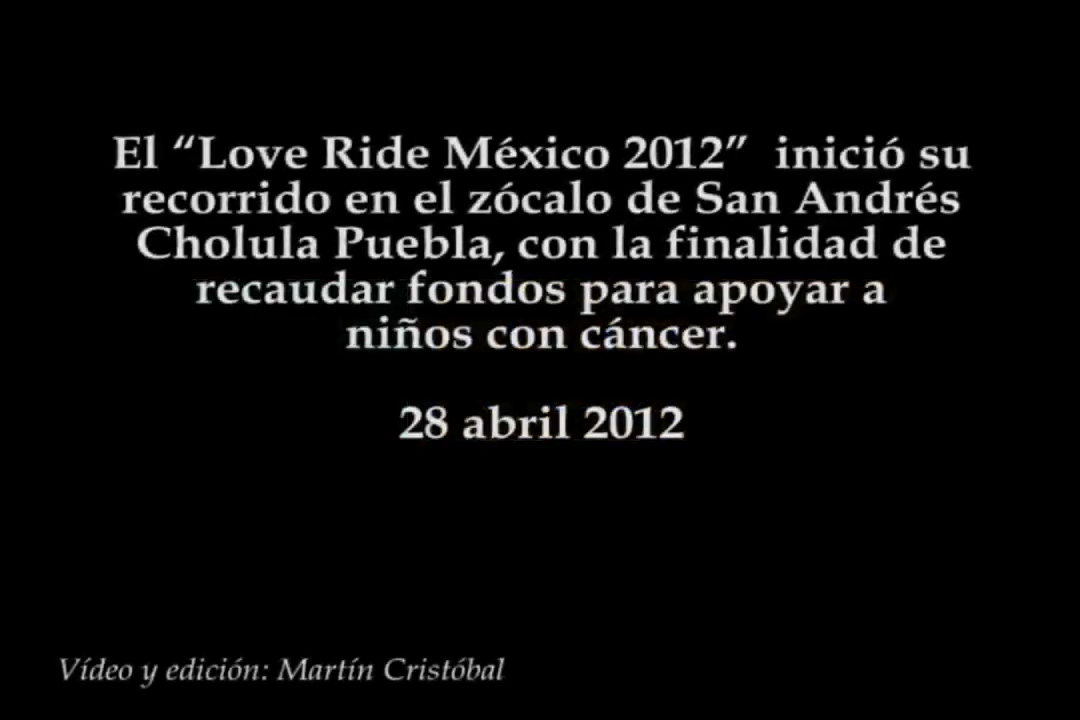 El “Love Ride México 2012” inició su
recorrido en el zócalo de San Andrés
Cholula Puebla, con la finalidad de
recaudar fondos para apoyar a
niños con cáncer.
28 abril 2012
Vídeo y edición: Martín Cristóbal